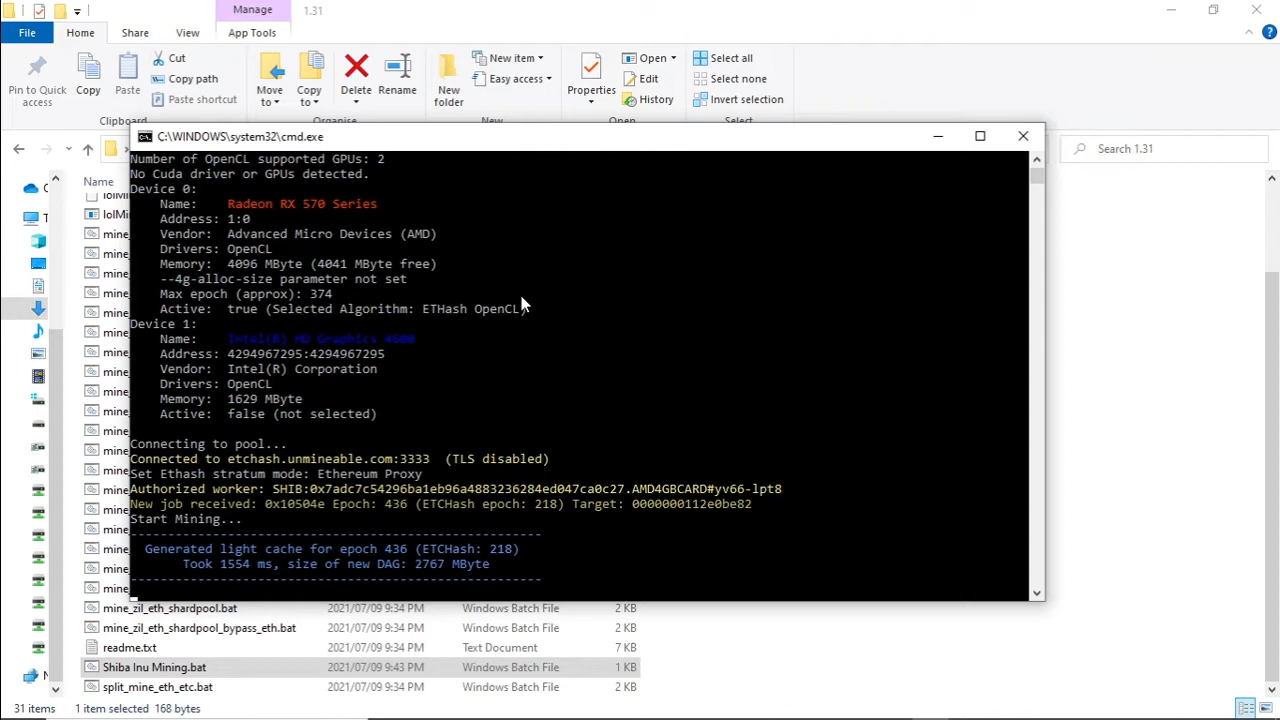 Manage
1.31
File
Home
Share
View
App Tools
Pin to Quick access
Copy
Paste
Cut
Copy path
Paste shortcut
Clipboard
Move to
Copy to
Delete
Rename
Organise
New folder
New item
Easy access
New
Properties
Open
Edit
History
Open
Select all
Select none
Invert selection
Select
Search 1.31
Name
C:\WINDOWS\system32\cmd.exe
Number of OpenCL supported GPUs: 2
No Cuda driver or GPUs detected.
Device 0:
Name: Radeon RX 570 Series
Address: 1:0
Vendor: Advanced Micro Devices (AMD)
Drivers: OpenCL
Memory: 4096 MByte (4041 MByte free)
--4g-alloc-size parameter not set
Max epoch (approx): 374
Active: true (Selected Algorithm: ETHash OpenCL)
Device 1:
Name: Intel(R) HD Graphics 4600
Address: 4294967295:4294967295
Vendor: Intel(R) Corporation
Drivers: OpenCL
Memory: 1629 MByte
Active: false (not selected)
Connecting to pool...
Connected to etchash.unmineable.com:3333 (TLS disabled)
Set Ethash stratum mode: Ethereum Proxy
Authorized worker: SHIB:0x7adc7c54296ba1eb96a4883236284ed047ca0c27.AMD4GBCARD#yv66-lpt8
New job received: 0x10504e Epoch: 436 (ETCHash epoch: 218) Target: 0000000112e0be82
Start Mining...
Generated light cache for epoch 436 (ETCHash: 218)
Took 1554 ms, size of new DAG: 2767 MByte
mine_zil_eth_shardpool.bat 2021/07/09 9:34 PM Windows Batch File 2 KB
mine_zil_eth_shardpool_bypass_eth.bat 2021/07/09 9:34 PM Windows Batch File 2 KB
readme.txt 2021/07/09 9:34 PM Text Document 7 KB
Shiba Inu Mining.bat 2021/07/09 9:43 PM Windows Batch File 1 KB
split_mine_eth_etc.bat 2021/07/09 9:34 PM Windows Batch File 2 KB
31 items 1 item selected 168 bytes